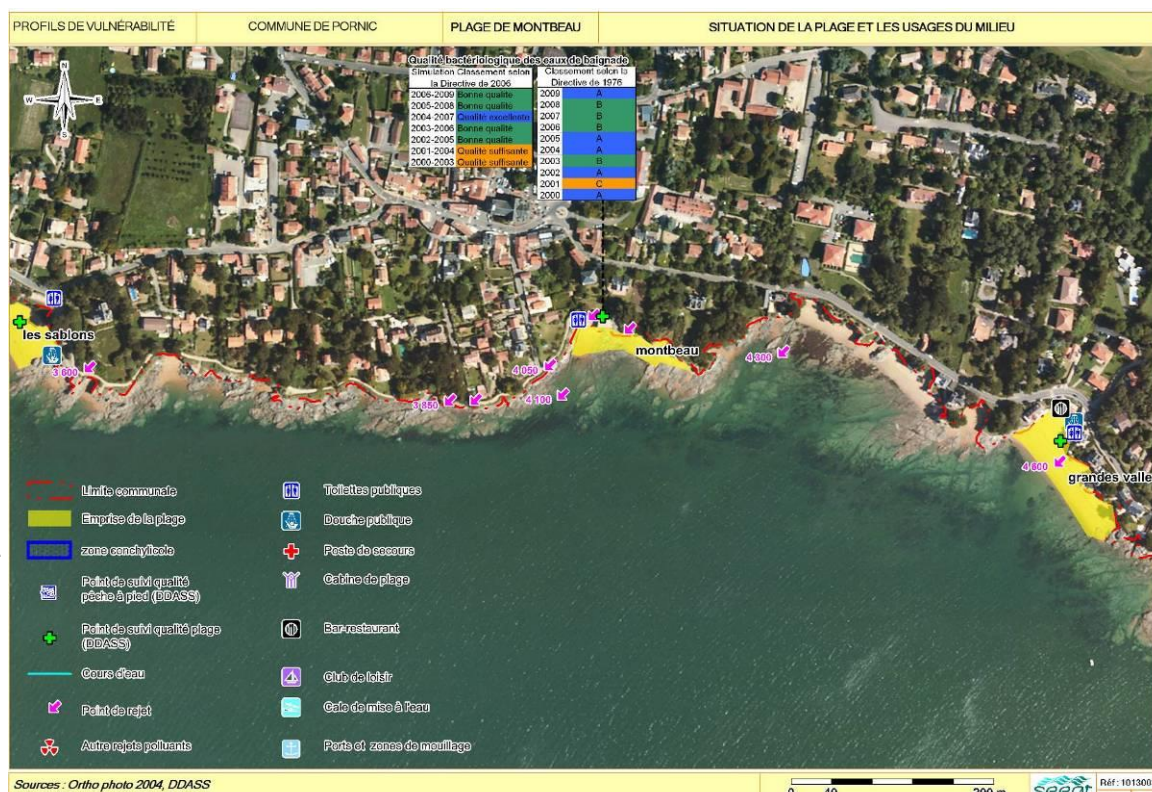 PROFILS DE VULNÉRABILITÉ
COMMUNE DE PORNIC
PLAGE DE MONTBEAU
SITUATION DE LA PLAGE ET LES USAGES DU MILIEU
Qualité bactériologique des eaux de baignade
Simulation Classement selon
la Directive de 2006
2006-2009 Bonne qualité
2005-2008 Bonne qualité
2004-2007 Qualité excellente
2003-2006 Bonne qualité
2002-2005 Bonne qualité
2001-2004 Qualité suffisante
2000-2003 Qualité suffisante
Classement selon la
Directive de 1976
2009 A
2008 B
2007 B
2006 B
2005 A
2004 A
2003 B
2002 A
2001 C
2000 A
N
W E
S
les sablons
montbeau
grandes valle
3 600
3 850
4 050
4 100
4 300
4 600
Limite communale
Emprise de la plage
zone conchylicole
Point de suivi qualité
pêche à pied (DDASS)
Point de suivi qualité plage
(DDASS)
Cours d'eau
Point de rejet
Autre rejets polluants
Toilettes publiques
Douche publique
Poste de secours
Cabine de plage
Bar-restaurant
Club de loisir
Cale de mise à l'eau
Ports et zones de mouillage
Sources : Ortho photo 2004, DDASS
0 40 200 m
seegt
Réf : 101300